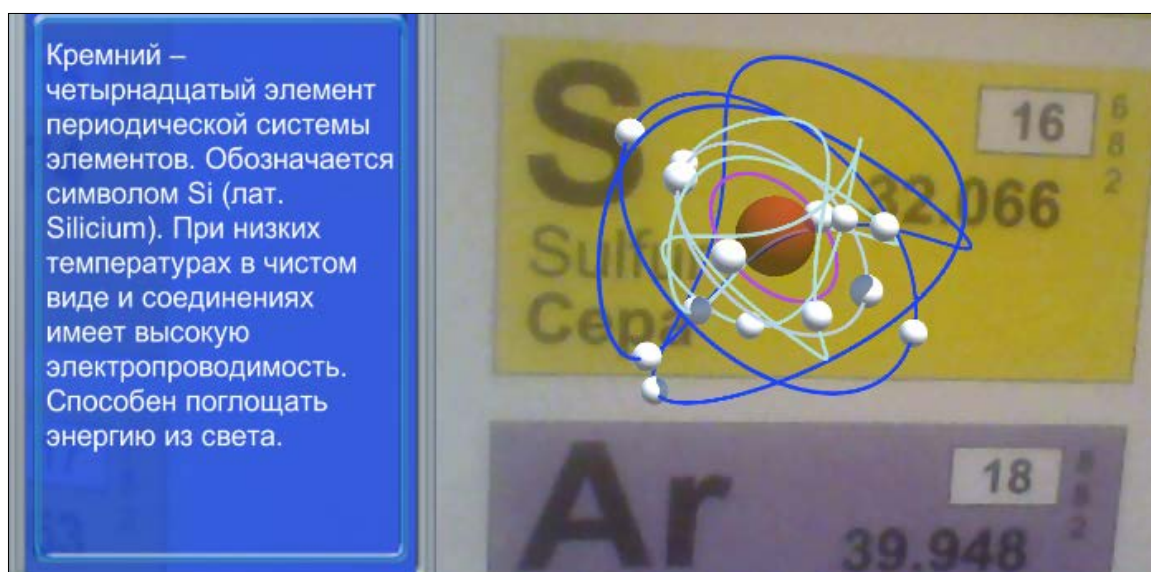 Кремний –
четырнадцатый элемент
периодической системы
элементов. Обозначается
символом Si (лат.
Silicium). При низких
температурах в чистом
виде и соединениях
имеет высокую
электропроводимость.
Способен поглощать
энергию из света.
S
16
6
8
2
32.066
Сера
Ar
18
8
8
2
39.948